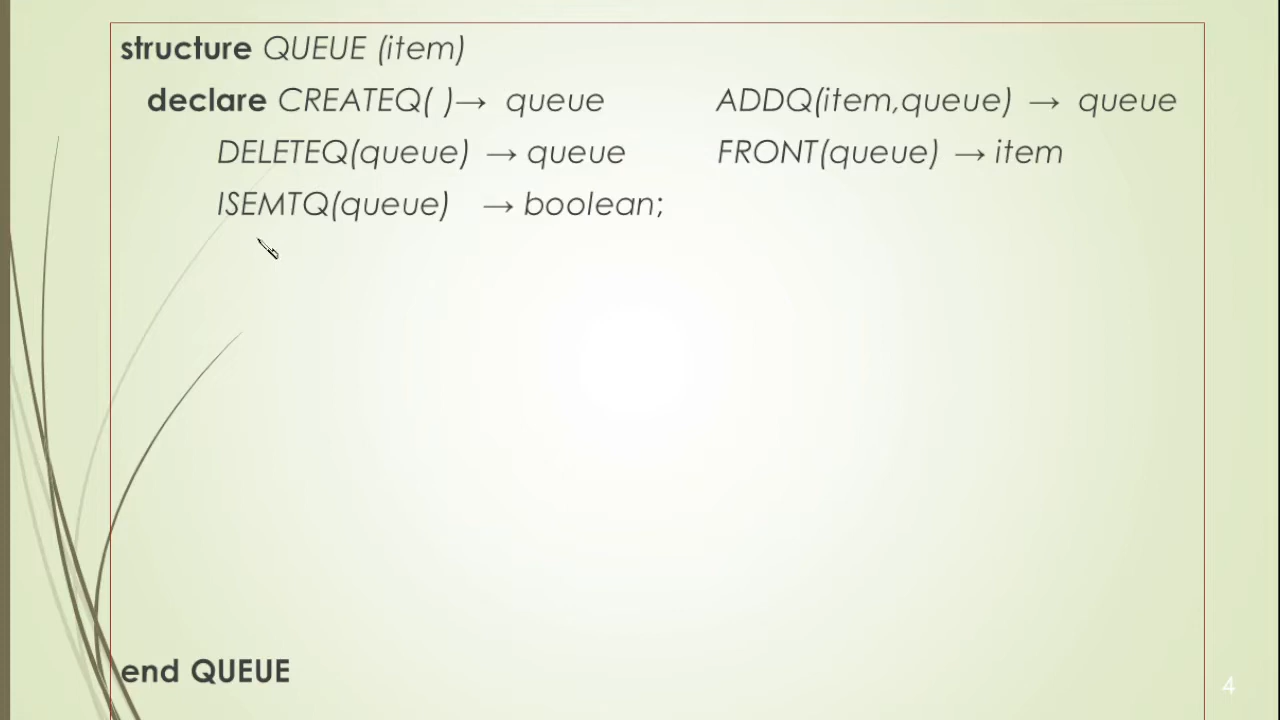 structure QUEUE (item)
declare CREATEQ( )→ queue ADDQ(item,queue) → queue
DELETEQ(queue) → queue FRONT(queue) → item
ISEMTQ(queue) → boolean;
end QUEUE
4